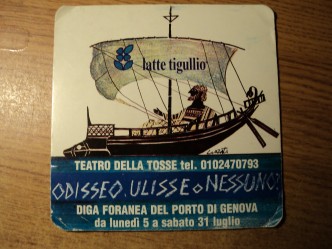 latte tigullio
TEATRO DELLA TOSSE tel. 0102470793
ODISSEO, ULISSE O NESSUNO?
DIGA FORANEA DEL PORTO DI GENOVA
da lunedì 5 a sabato 31 luglio